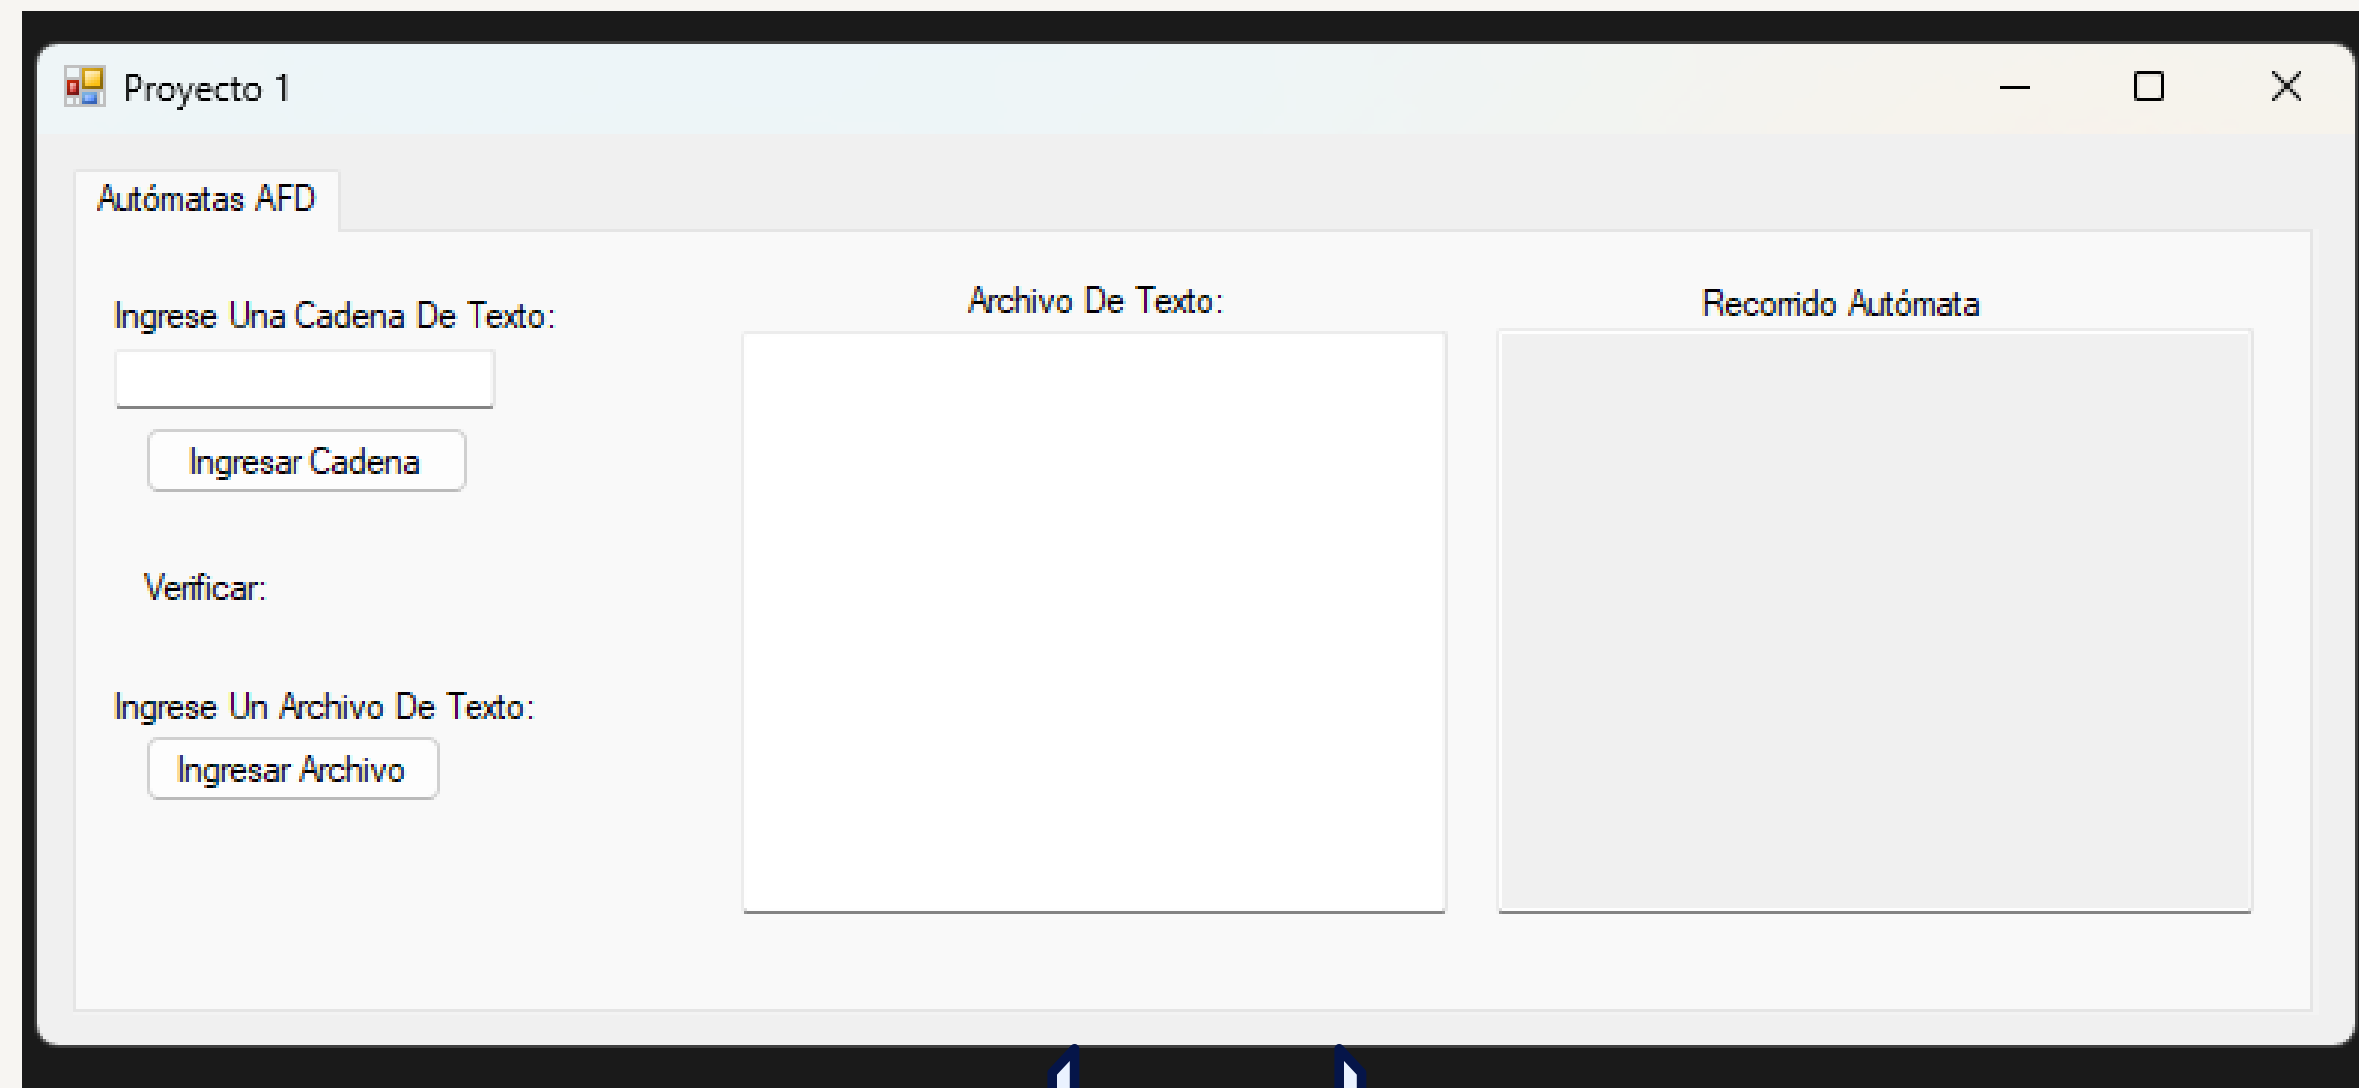 Proyecto 1
Autómatas AFD
Ingrese Una Cadena De Texto:
Ingresar Cadena
Verificar:
Ingrese Un Archivo De Texto:
Ingresar Archivo
Archivo De Texto:
Recorrido Autómata